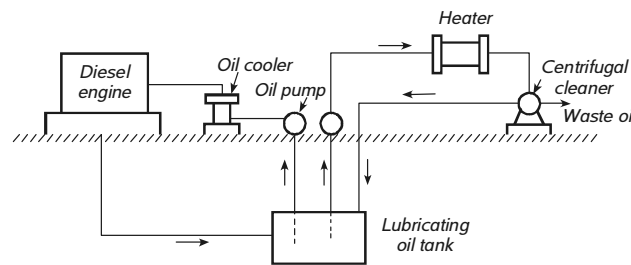 Heater
Diesel
engine
Oil cooler
Oil pump
Centrifugal
cleaner
Waste oi
Lubricating
oil tank